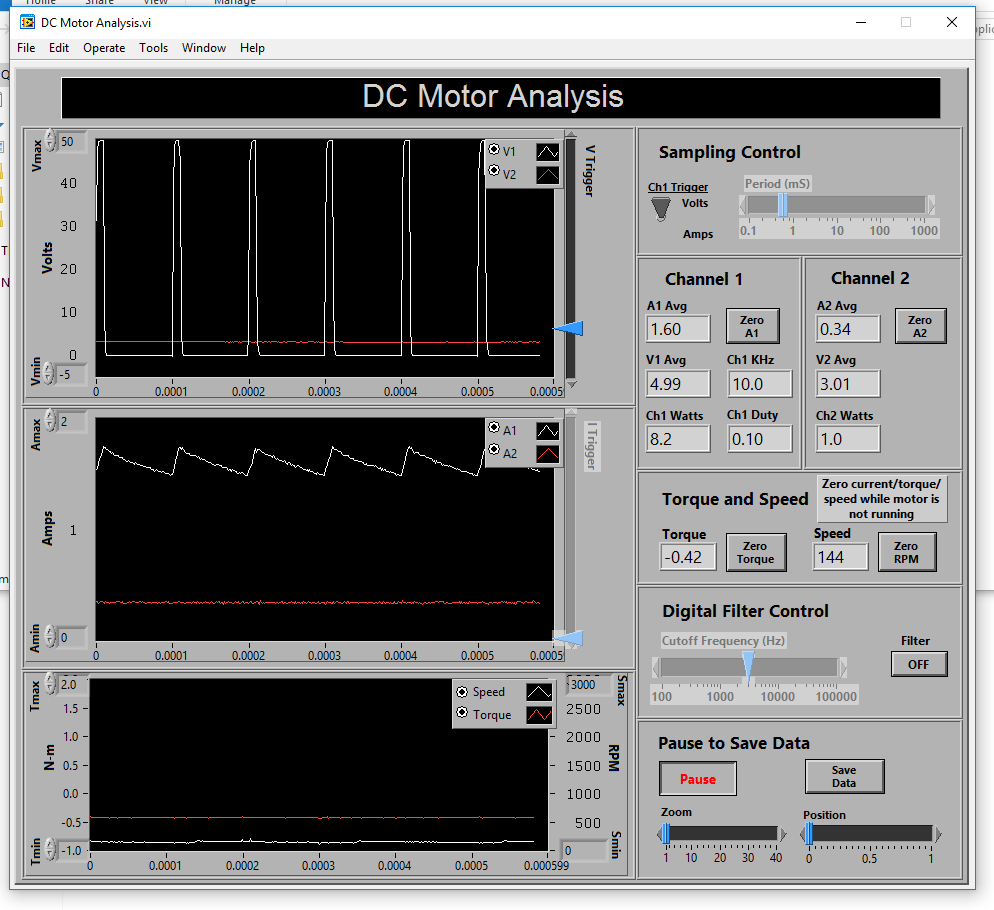 Home Share View Manage
DC Motor Analysis.vi
File Edit Operate Tools Window Help
DC Motor Analysis
Vmax
50
40
30
20
10
0
Vmin
-5
Volts
V1
V2
V Trigger
0 0.0001 0.0002 0.0003 0.0004 0.0005
Amax
2
1
Amin
0
Amps
A1
A2
I Trigger
0 0.0001 0.0002 0.0003 0.0004 0.0005
Tmax
2.0
1.5
1.0
0.5
0.0
-0.5
Tmin
-1.0
N-m
Speed
Torque
3000
Smax
2500
2000
1500
1000
500
0
Smin
RPM
0 0.0001 0.0002 0.0003 0.0004 0.000599
Sampling Control
Ch1 Trigger
Volts
Amps
Period (mS)
0.1 1 10 100 1000
Channel 1
A1 Avg
1.60
Zero
A1
V1 Avg
4.99
Ch1 KHz
10.0
Ch1 Watts
8.2
Ch1 Duty
0.10
Channel 2
A2 Avg
0.34
Zero
A2
V2 Avg
3.01
Ch2 Watts
1.0
Torque and Speed
Zero current/torque/
speed while motor is
not running
Torque
-0.42
Zero
Torque
Speed
144
Zero
RPM
Digital Filter Control
Cutoff Frequency (Hz)
100 1000 10000 100000
Filter
OFF
Pause to Save Data
Pause
Save
Data
Zoom
1 10 20 30 40
Position
0 0.5 1